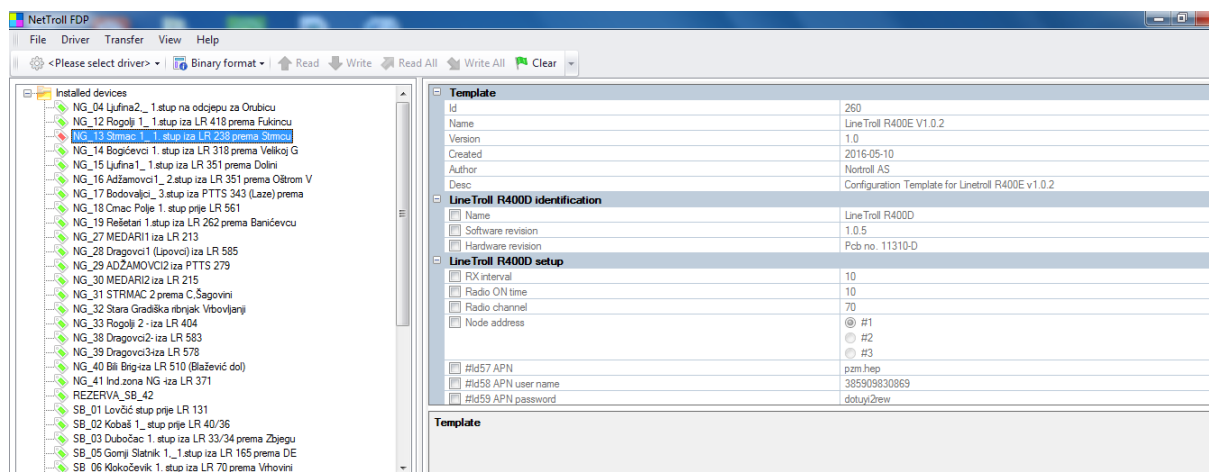 NetTroll FDP
File Driver Transfer View Help
<Please select driver> Binary format Read Write Read All Write All Clear
Installed devices
NG_04 Ljufina2,_ 1.stup na odcjepu za Orubicu
NG_12 Rogolji 1_ 1.stup iza LR 418 prema Fukincu
NG_13 Strmac 1_ 1. stup iza LR 238 prema Strmcu
NG_14 Bogićevci 1. stup iza LR 318 prema Velikoj G
NG_15 Ljufina1_ 1.stup iza LR 351 prema Dolini
NG_16 Adžamovci1_ 2.stup iza LR 351 prema Oštrom V
NG_17 Bodovaljci_ 3.stup iza PTTS 343 (Laze) prema
NG_18 Crnac Polje 1. stup prije LR 561
NG_19 Rešetari 1.stup iza LR 262 prema Banićevcu
NG_27 MEDARI1 iza LR 213
NG_28 Dragovci1 (Lipovci) iza LR 585
NG_29 ADŽAMOVCI2 iza PTTS 279
NG_30 MEDARI2 iza LR 215
NG_31 STRMAC 2 prema C,Šagovini
NG_32 Stara Gradiška ribnjak Vrbovljanji
NG_33 Rogolji 2 - iza LR 404
NG_38 Dragovci2- iza LR 583
NG_39 Dragovci3-iza LR 578
NG_40 Bili Brig-iza LR 510 (Blažević dol)
NG_41 Ind.zona NG -iza LR 371
REZERVA_SB_42
SB_01 Lovčić stup prije LR 131
SB_02 Kobaš 1_ stup prije LR 40/36
SB_03 Dubočac 1. stup iza LR 33/34 prema Zbjegu
SB_05 Gornji Slatnik 1._1.stup iza LR 165 prema DE
SB_06 Klokočevik 1. stup iza LR 70 prema Vrhovini
Template
Id 260
Name LineTroll R400E V1.0.2
Version 1.0
Created 2016-05-10
Author Nortroll AS
Desc Configuration Template for Linetroll R400E v1.0.2
LineTroll R400D identification
Name LineTroll R400D
Software revision 1.0.5
Hardware revision Pcb no. 11310-D
LineTroll R400D setup
RX interval 10
Radio ON time 10
Radio channel 70
Node address #1
#2
#3
#Id57 APN pzm.hep
#Id58 APN user name 385909830869
#Id59 APN password dotuyi2rew
Template